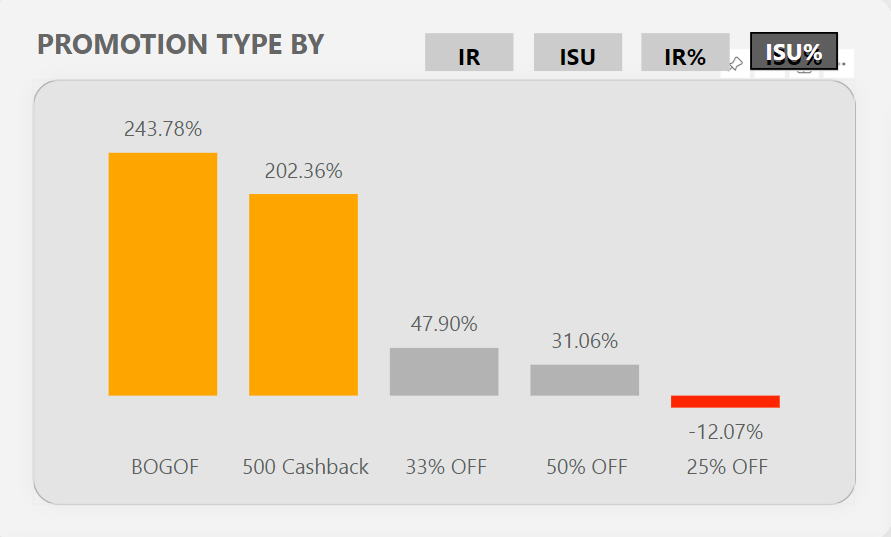 PROMOTION TYPE BY
IR
ISU
IR%
ISU%
243.78%
202.36%
47.90%
31.06%
-12.07%
BOGOF
500 Cashback
33% OFF
50% OFF
25% OFF